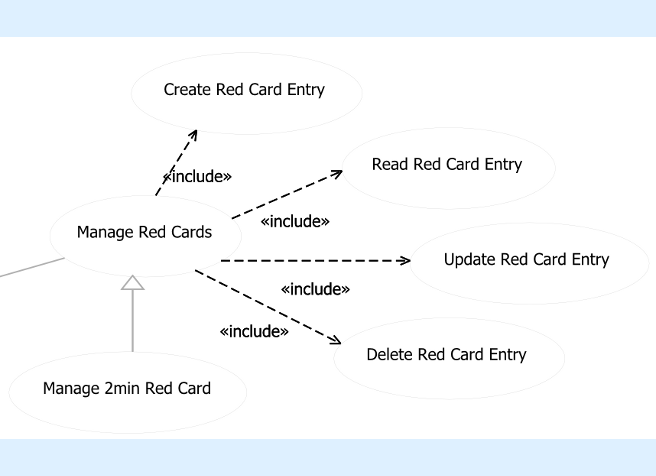 Create Red Card Entry
«include»
Read Red Card Entry
«include»
Manage Red Cards
Update Red Card Entry
«include»
«include»
Delete Red Card Entry
Manage 2min Red Card